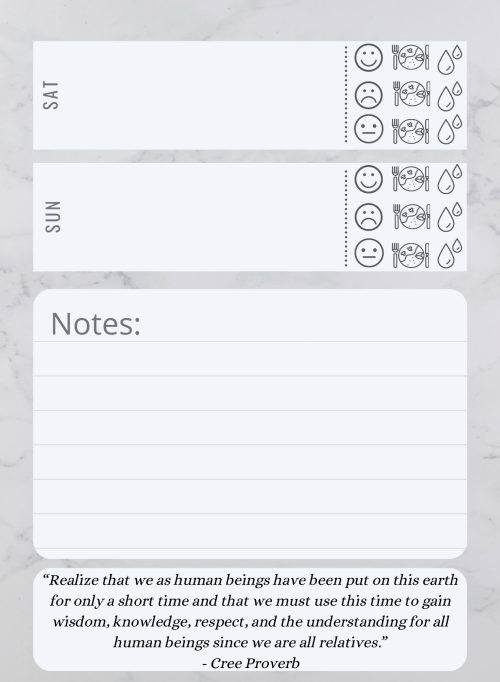 SAT
SUN
Notes:
“Realize that we as human beings have been put on this earth
for only a short time and that we must use this time to gain
wisdom, knowledge, respect, and the understanding for all
human beings since we are all relatives.”
- Cree Proverb